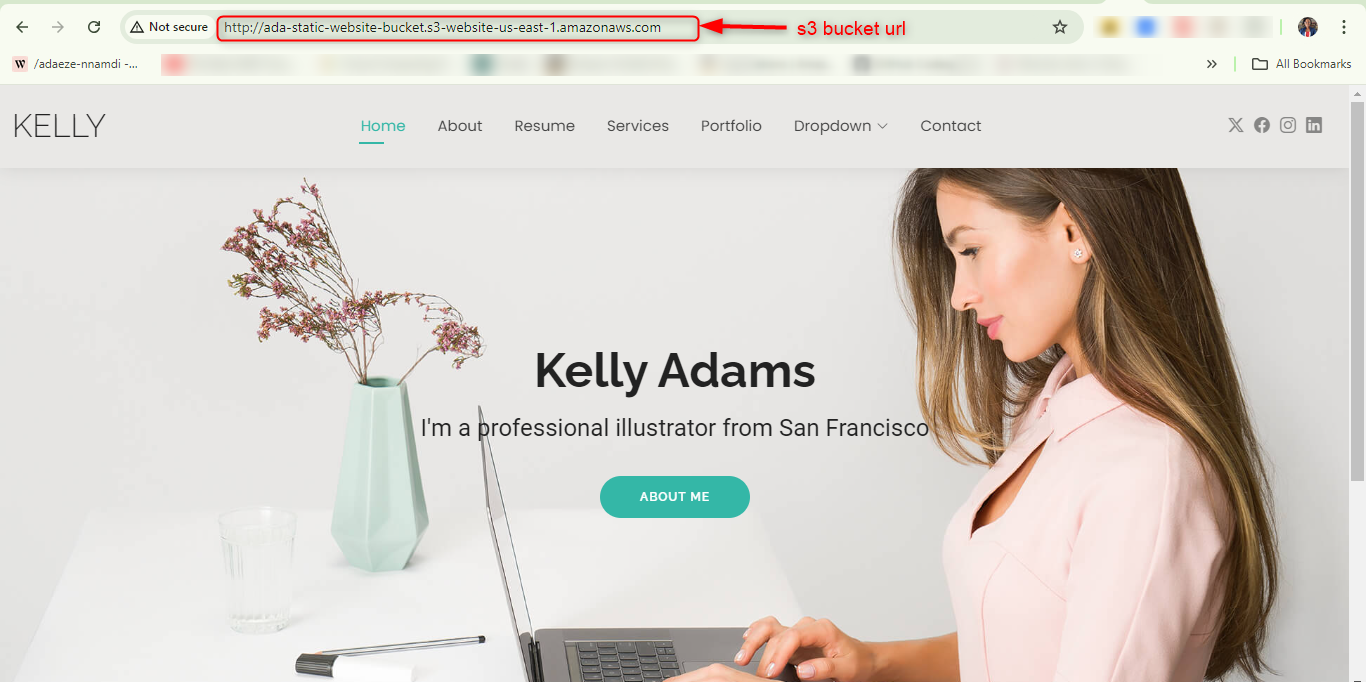 Not secure http://ada-static-website-bucket.s3-website-us-east-1.amazonaws.com s3 bucket url
W /adaeze-nnamdi -... » All Bookmarks
KELLY Home About Resume Services Portfolio Dropdown Contact
Kelly Adams
I'm a professional illustrator from San Francisco
ABOUT ME